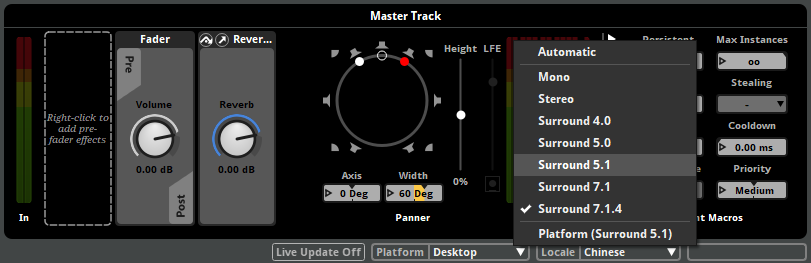 Master Track
Fader
Rever...
Height
LFE
Automatic
Persistent
Max Instances
Pre
Mono
oo
Stereo
Stealing
Right-click to
add pre-
fader effects
Volume
Reverb
Surround 4.0
-
Surround 5.0
Cooldown
0.00 ms
0.00 dB
0.00 dB
Surround 5.1
Priority
Axis
Width
0%
Surround 7.1
Medium
0 Deg
60 Deg
Post
Surround 7.1.4
In
Panner
nt Macros
Platform (Surround 5.1)
Live Update Off
Platform
Desktop
Locale
Chinese